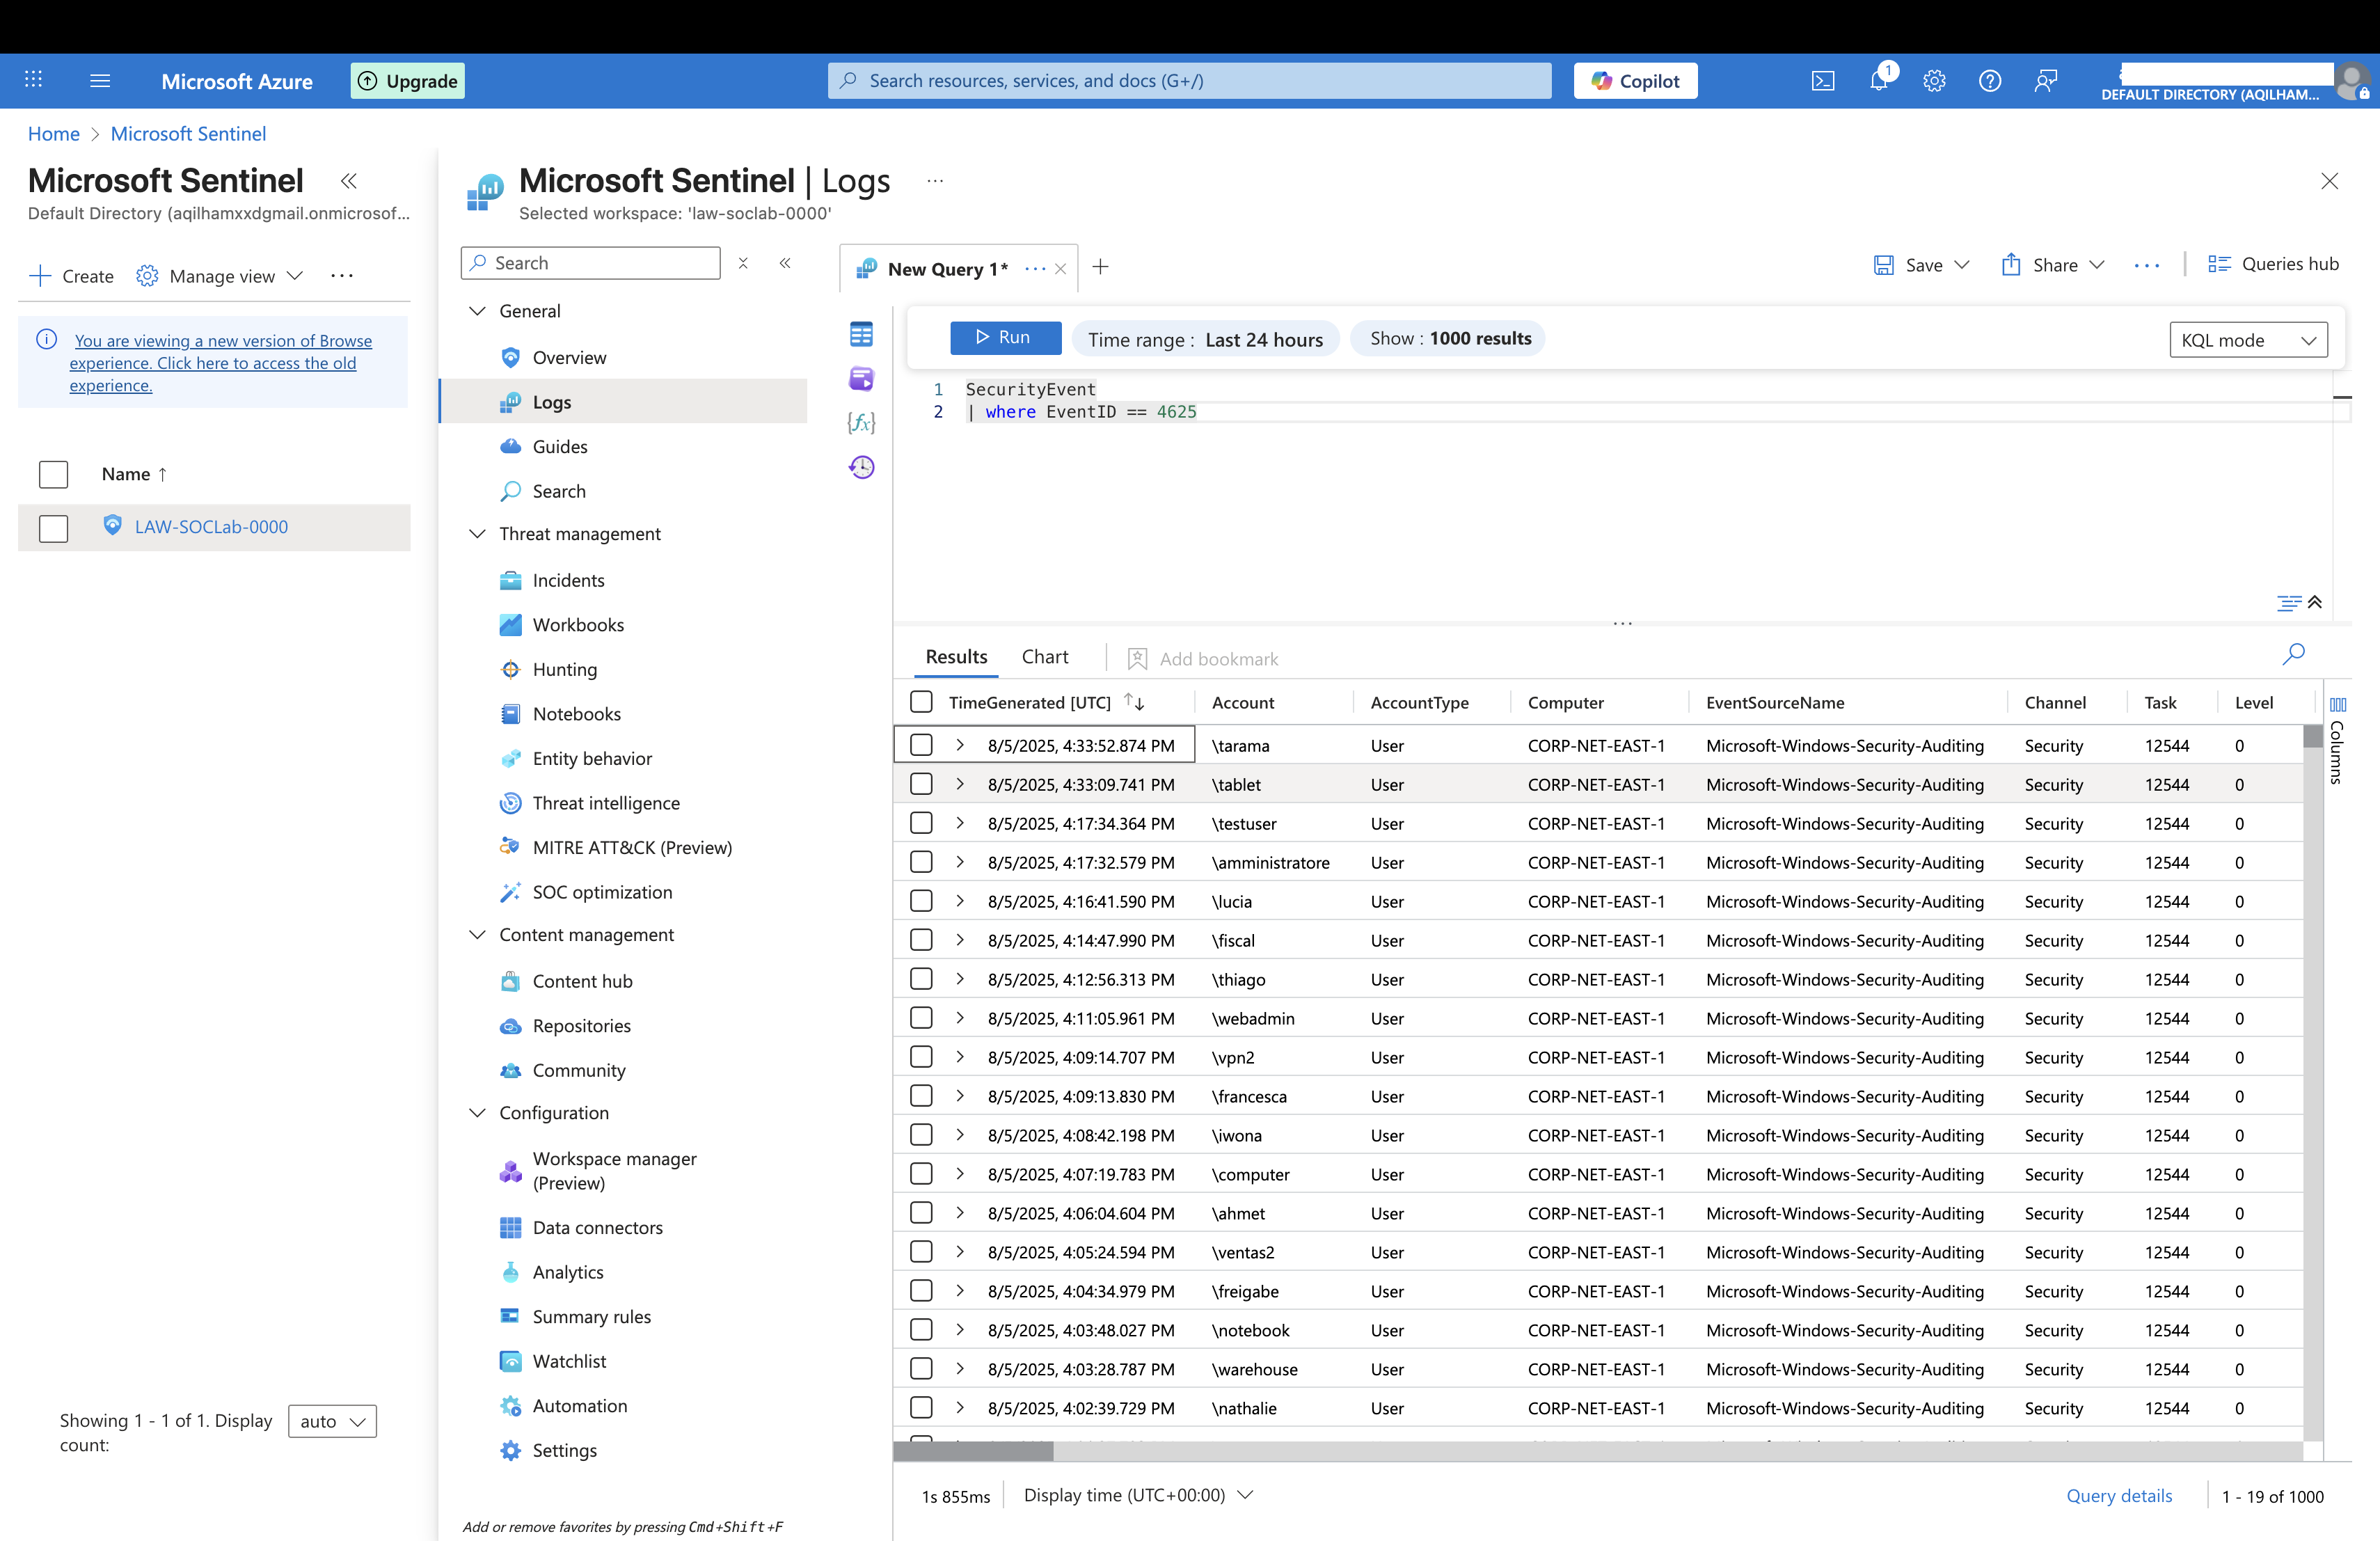 Microsoft Azure
Upgrade
Search resources, services, and docs (G+/)
Copilot
1
DEFAULT DIRECTORY (AQILHAM...
Home > Microsoft Sentinel
Microsoft Sentinel
Default Directory (aqilhamxxdgmail.onmicrosof...
Create
Manage view
You are viewing a new version of Browse
experience. Click here to access the old
experience.
Name ↑
LAW-SOCLab-0000
Showing 1 - 1 of 1. Display
count:
auto
Microsoft Sentinel | Logs
Selected workspace: 'law-soclab-0000'
Search
General
Overview
Logs
Guides
Search
Threat management
Incidents
Workbooks
Hunting
Notebooks
Entity behavior
Threat intelligence
MITRE ATT&CK (Preview)
SOC optimization
Content management
Content hub
Repositories
Community
Configuration
Workspace manager
(Preview)
Data connectors
Analytics
Summary rules
Watchlist
Automation
Settings
Add or remove favorites by pressing Cmd+Shift+F
New Query 1*
Save
Share
Queries hub
Run
Time range : Last 24 hours
Show : 1000 results
KQL mode
{fx}
1 SecurityEvent
2 | where EventID == 4625
Results Chart Add bookmark
TimeGenerated [UTC] ↑↓ Account AccountType Computer EventSourceName Channel Task Level
8/5/2025, 4:33:52.874 PM \tarama User CORP-NET-EAST-1 Microsoft-Windows-Security-Auditing Security 12544 0
8/5/2025, 4:33:09.741 PM \tablet User CORP-NET-EAST-1 Microsoft-Windows-Security-Auditing Security 12544 0
8/5/2025, 4:17:34.364 PM \testuser User CORP-NET-EAST-1 Microsoft-Windows-Security-Auditing Security 12544 0
8/5/2025, 4:17:32.579 PM \amministratore User CORP-NET-EAST-1 Microsoft-Windows-Security-Auditing Security 12544 0
8/5/2025, 4:16:41.590 PM \lucia User CORP-NET-EAST-1 Microsoft-Windows-Security-Auditing Security 12544 0
8/5/2025, 4:14:47.990 PM \fiscal User CORP-NET-EAST-1 Microsoft-Windows-Security-Auditing Security 12544 0
8/5/2025, 4:12:56.313 PM \thiago User CORP-NET-EAST-1 Microsoft-Windows-Security-Auditing Security 12544 0
8/5/2025, 4:11:05.961 PM \webadmin User CORP-NET-EAST-1 Microsoft-Windows-Security-Auditing Security 12544 0
8/5/2025, 4:09:14.707 PM \vpn2 User CORP-NET-EAST-1 Microsoft-Windows-Security-Auditing Security 12544 0
8/5/2025, 4:09:13.830 PM \francesca User CORP-NET-EAST-1 Microsoft-Windows-Security-Auditing Security 12544 0
8/5/2025, 4:08:42.198 PM \iwona User CORP-NET-EAST-1 Microsoft-Windows-Security-Auditing Security 12544 0
8/5/2025, 4:07:19.783 PM \computer User CORP-NET-EAST-1 Microsoft-Windows-Security-Auditing Security 12544 0
8/5/2025, 4:06:04.604 PM \ahmet User CORP-NET-EAST-1 Microsoft-Windows-Security-Auditing Security 12544 0
8/5/2025, 4:05:24.594 PM \ventas2 User CORP-NET-EAST-1 Microsoft-Windows-Security-Auditing Security 12544 0
8/5/2025, 4:04:34.979 PM \freigabe User CORP-NET-EAST-1 Microsoft-Windows-Security-Auditing Security 12544 0
8/5/2025, 4:03:48.027 PM \notebook User CORP-NET-EAST-1 Microsoft-Windows-Security-Auditing Security 12544 0
8/5/2025, 4:03:28.787 PM \warehouse User CORP-NET-EAST-1 Microsoft-Windows-Security-Auditing Security 12544 0
8/5/2025, 4:02:39.729 PM \nathalie User CORP-NET-EAST-1 Microsoft-Windows-Security-Auditing Security 12544 0
Columns
1s 855ms
Display time (UTC+00:00)
Query details
1 - 19 of 1000